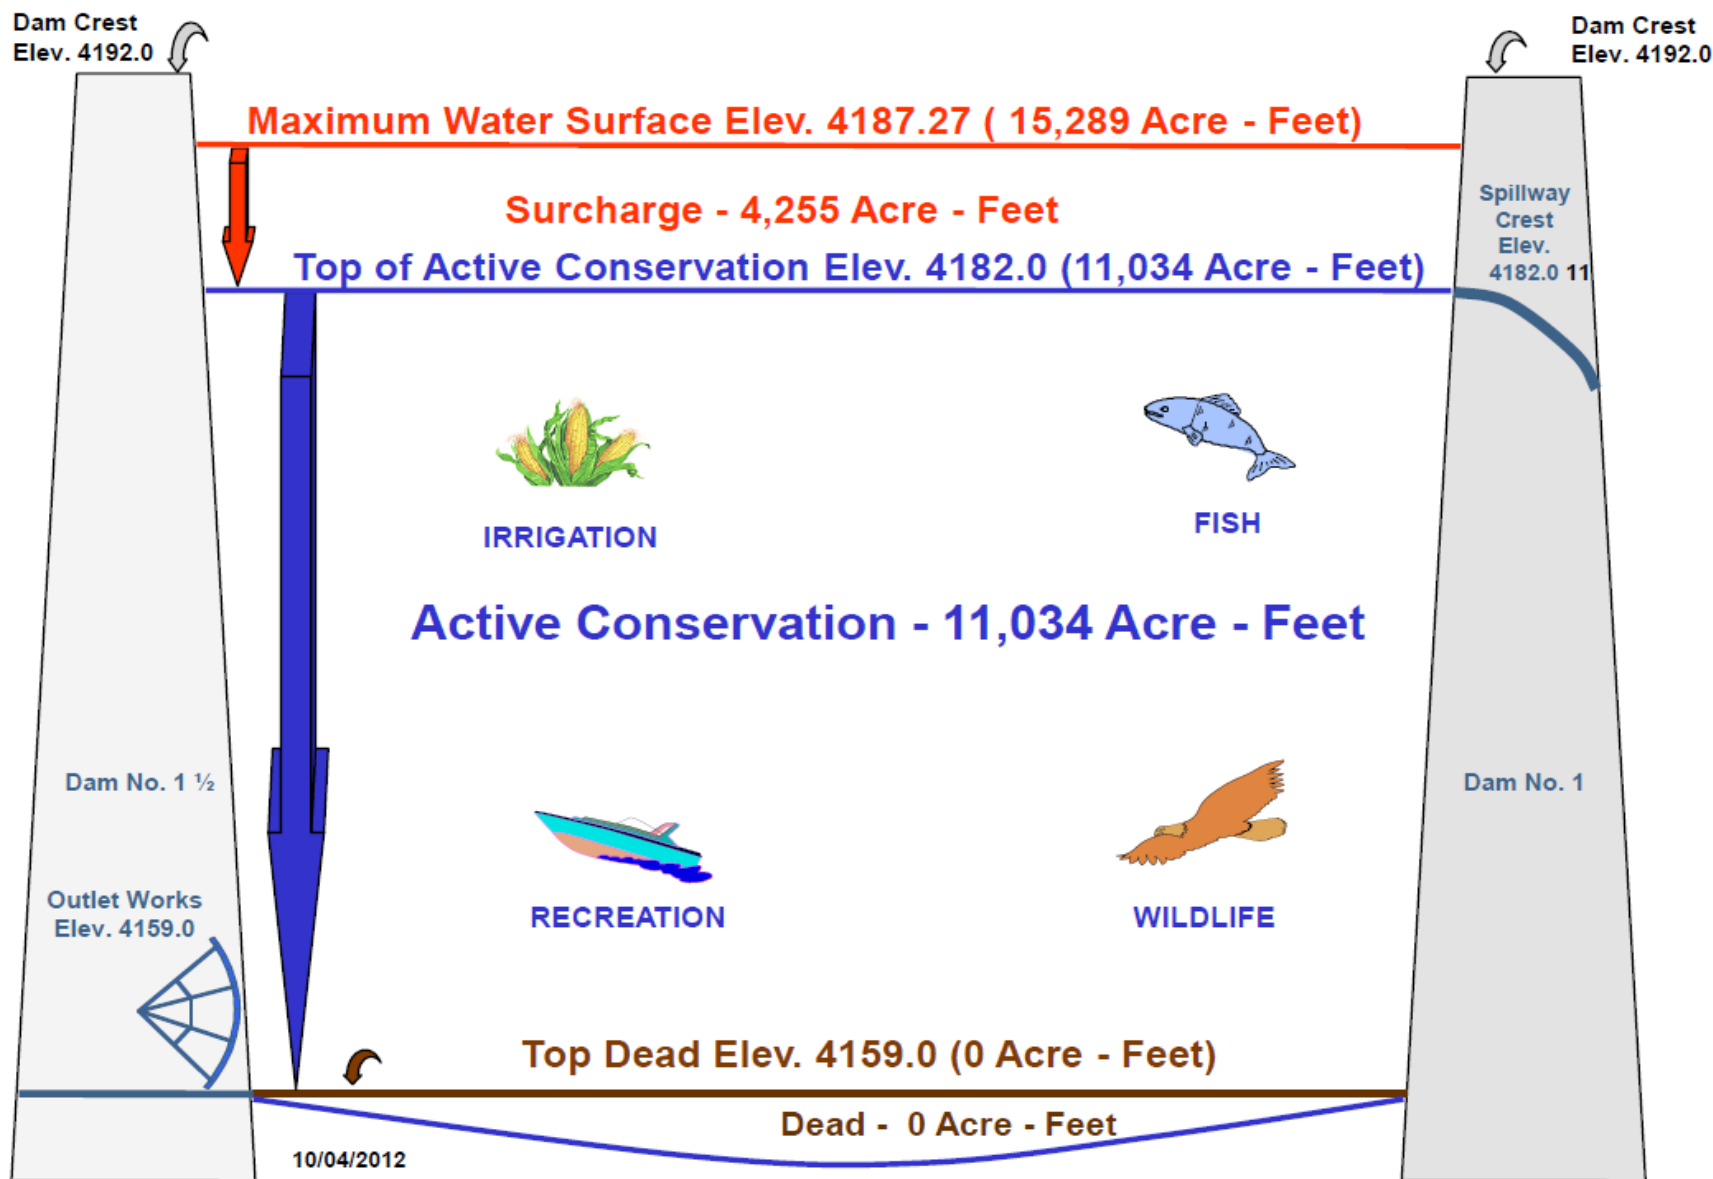 Dam Crest
Elev. 4192.0
Dam Crest
Elev. 4192.0
Maximum Water Surface Elev. 4187.27 ( 15,289 Acre - Feet)
Surcharge - 4,255 Acre - Feet
Spillway
Crest
Elev.
4182.0 11
Top of Active Conservation Elev. 4182.0 (11,034 Acre - Feet)
IRRIGATION
FISH
Active Conservation - 11,034 Acre - Feet
Dam No. 1 ½
Dam No. 1
Outlet Works
Elev. 4159.0
RECREATION
WILDLIFE
Top Dead Elev. 4159.0 (0 Acre - Feet)
Dead - 0 Acre - Feet
10/04/2012